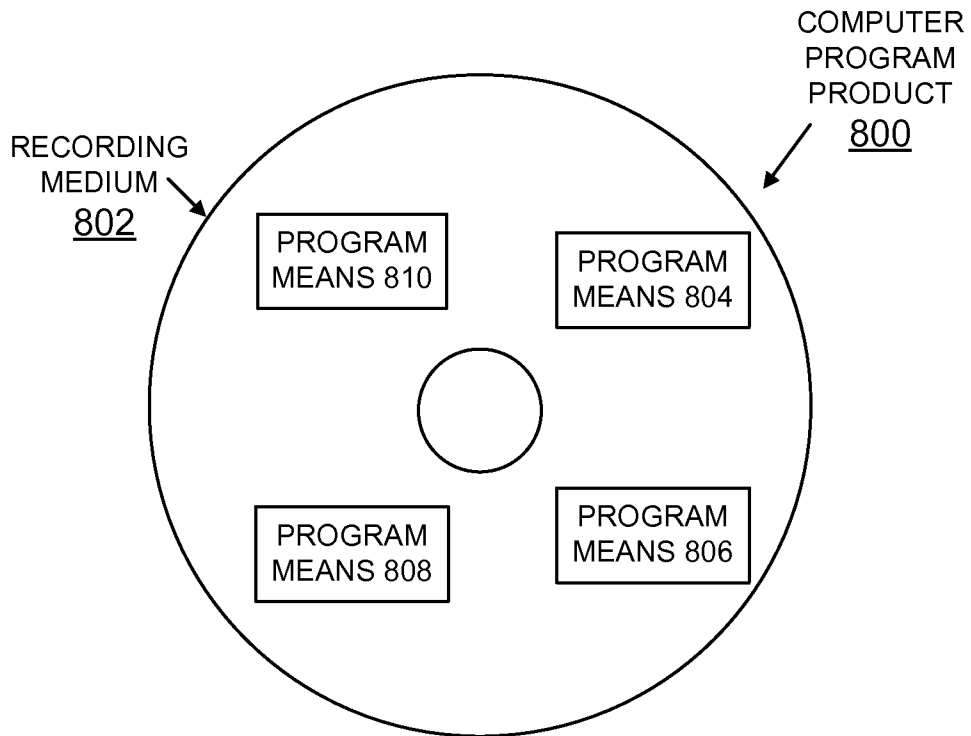 COMPUTER
PROGRAM
PRODUCT
800
RECORDING
MEDIUM
802
PROGRAM
MEANS 810
PROGRAM
MEANS 804
PROGRAM
MEANS 808
PROGRAM
MEANS 806